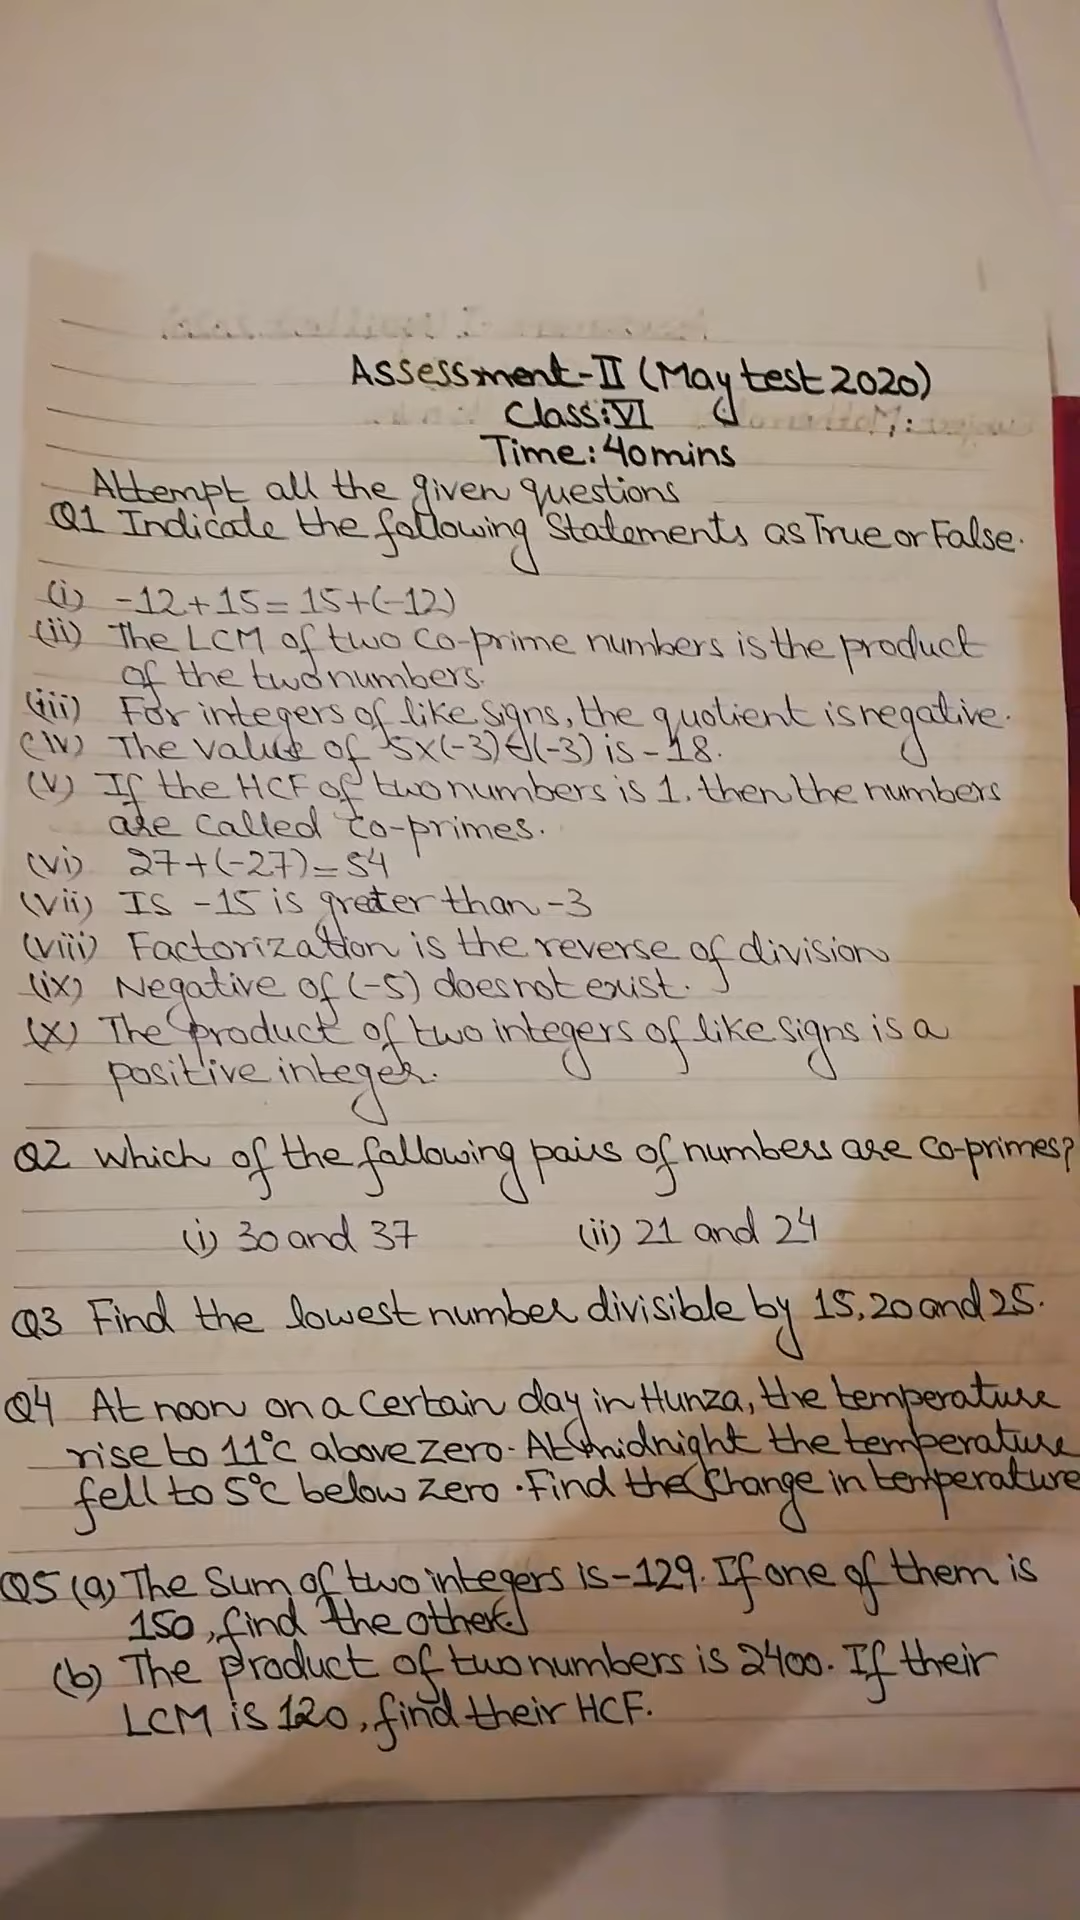 Assessment-II (May test 2020)
Class:VI
Time: 40mins
Attempt all the given questions
Q1 Indicate the following Statements as True or False.
(i) -12+15= 15+(-12)
(ii) The LCM of two co-prime numbers is the product
of the two numbers.
(iii) For integers of like signs, the quotient is negative.
(iv) The value of -5×(-3) (-3) is -18.
(v) If the HCF of two numbers is 1, then the numbers
are called co-primes.
(vi) 27+(-27)=54
(vii) Is -15 is greater than -3
(viii) Factorization is the reverse of division
(ix) Negative of (-5) does not exist.
(x) The product of two integers of like signs is a
positive integer.
Q2 which of the following pairs of numbers are co-primes?
(i) 30 and 37 (ii) 21 and 24
Q3 Find the lowest number divisible by 15, 20 and 25.
Q4 At noon on a certain day in Hunza, the temperature
rise to 11°c above zero. At midnight the temperature
fell to 5°c below zero. Find the change in temperature
Q5 (a) The Sum of two integers is -129. If one of them is
150, find the other.
(b) The product of two numbers is 2400. If their
LCM is 120, find their HCF.